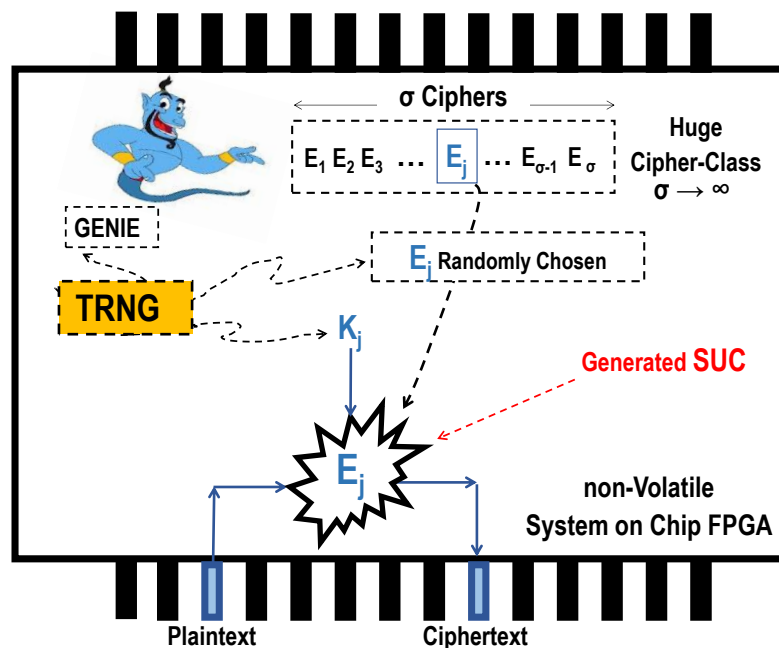 σ Ciphers
E1 E2 E3 ... Ej ... Eσ-1 Eσ
Huge
Cipher-Class
σ → ∞
GENIE
Ej Randomly Chosen
TRNG
Kj
Generated SUC
Ej
non-Volatile
System on Chip FPGA
Plaintext
Ciphertext